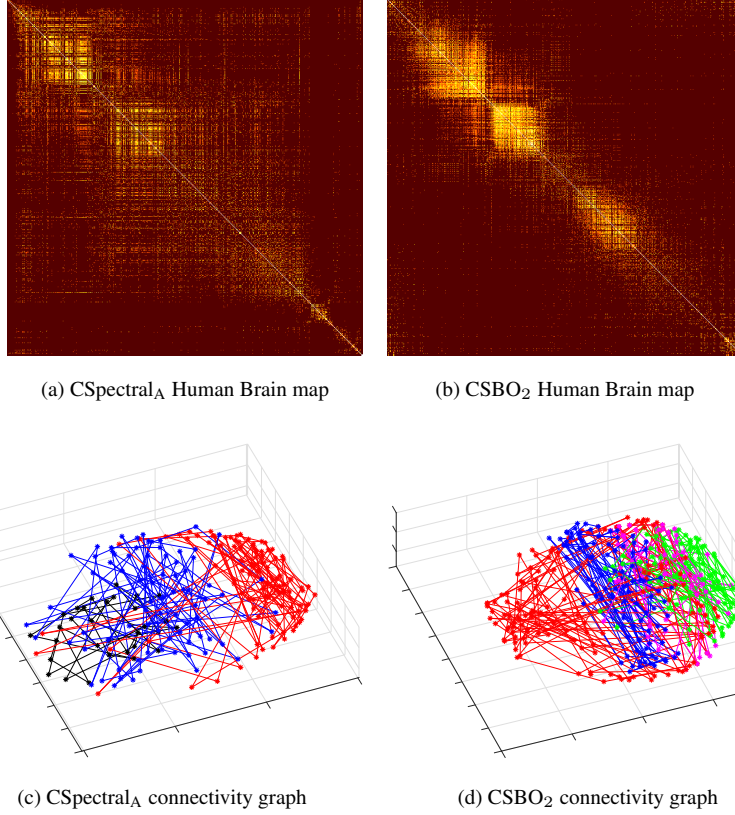 (a) CSpectral_A Human Brain map
(b) CSBO_2 Human Brain map
(c) CSpectral_A connectivity graph
(d) CSBO_2 connectivity graph